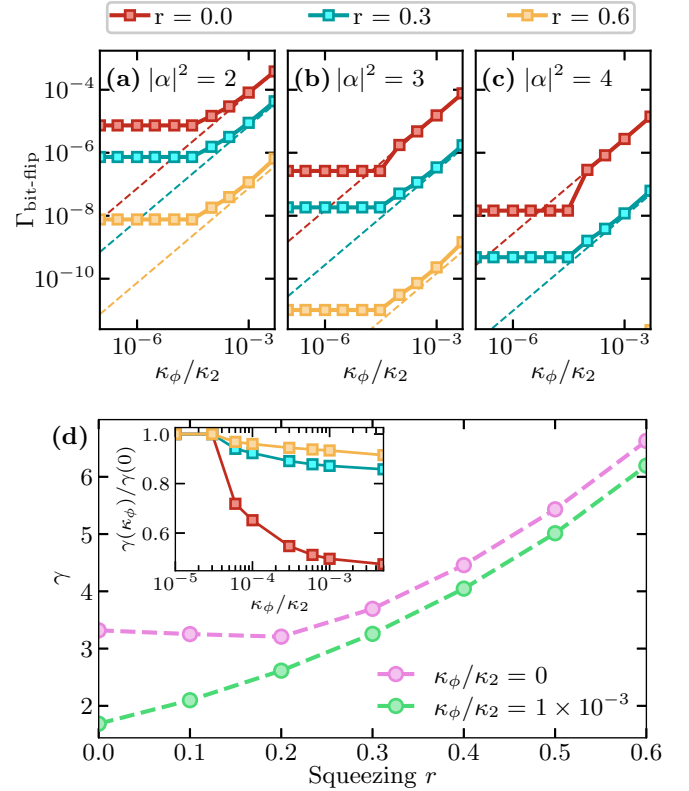 r = 0.0 r = 0.3 r = 0.6
(a) |α|² = 2 (b) |α|² = 3 (c) |α|² = 4
Γbit-flip
10⁻⁴
10⁻⁶
10⁻⁸
10⁻¹⁰
10⁻⁶ 10⁻³ 10⁻⁶ 10⁻³ 10⁻⁶ 10⁻³
κϕ/κ2 κϕ/κ2 κϕ/κ2
(d)
γ(κϕ)/γ(0)
1.0
0.8
0.6
10⁻⁵ 10⁻⁴ 10⁻³
κϕ/κ2
γ
6
5
4
3
2
κϕ/κ2 = 0
κϕ/κ2 = 1 × 10⁻³
0.0 0.1 0.2 0.3 0.4 0.5 0.6
Squeezing r